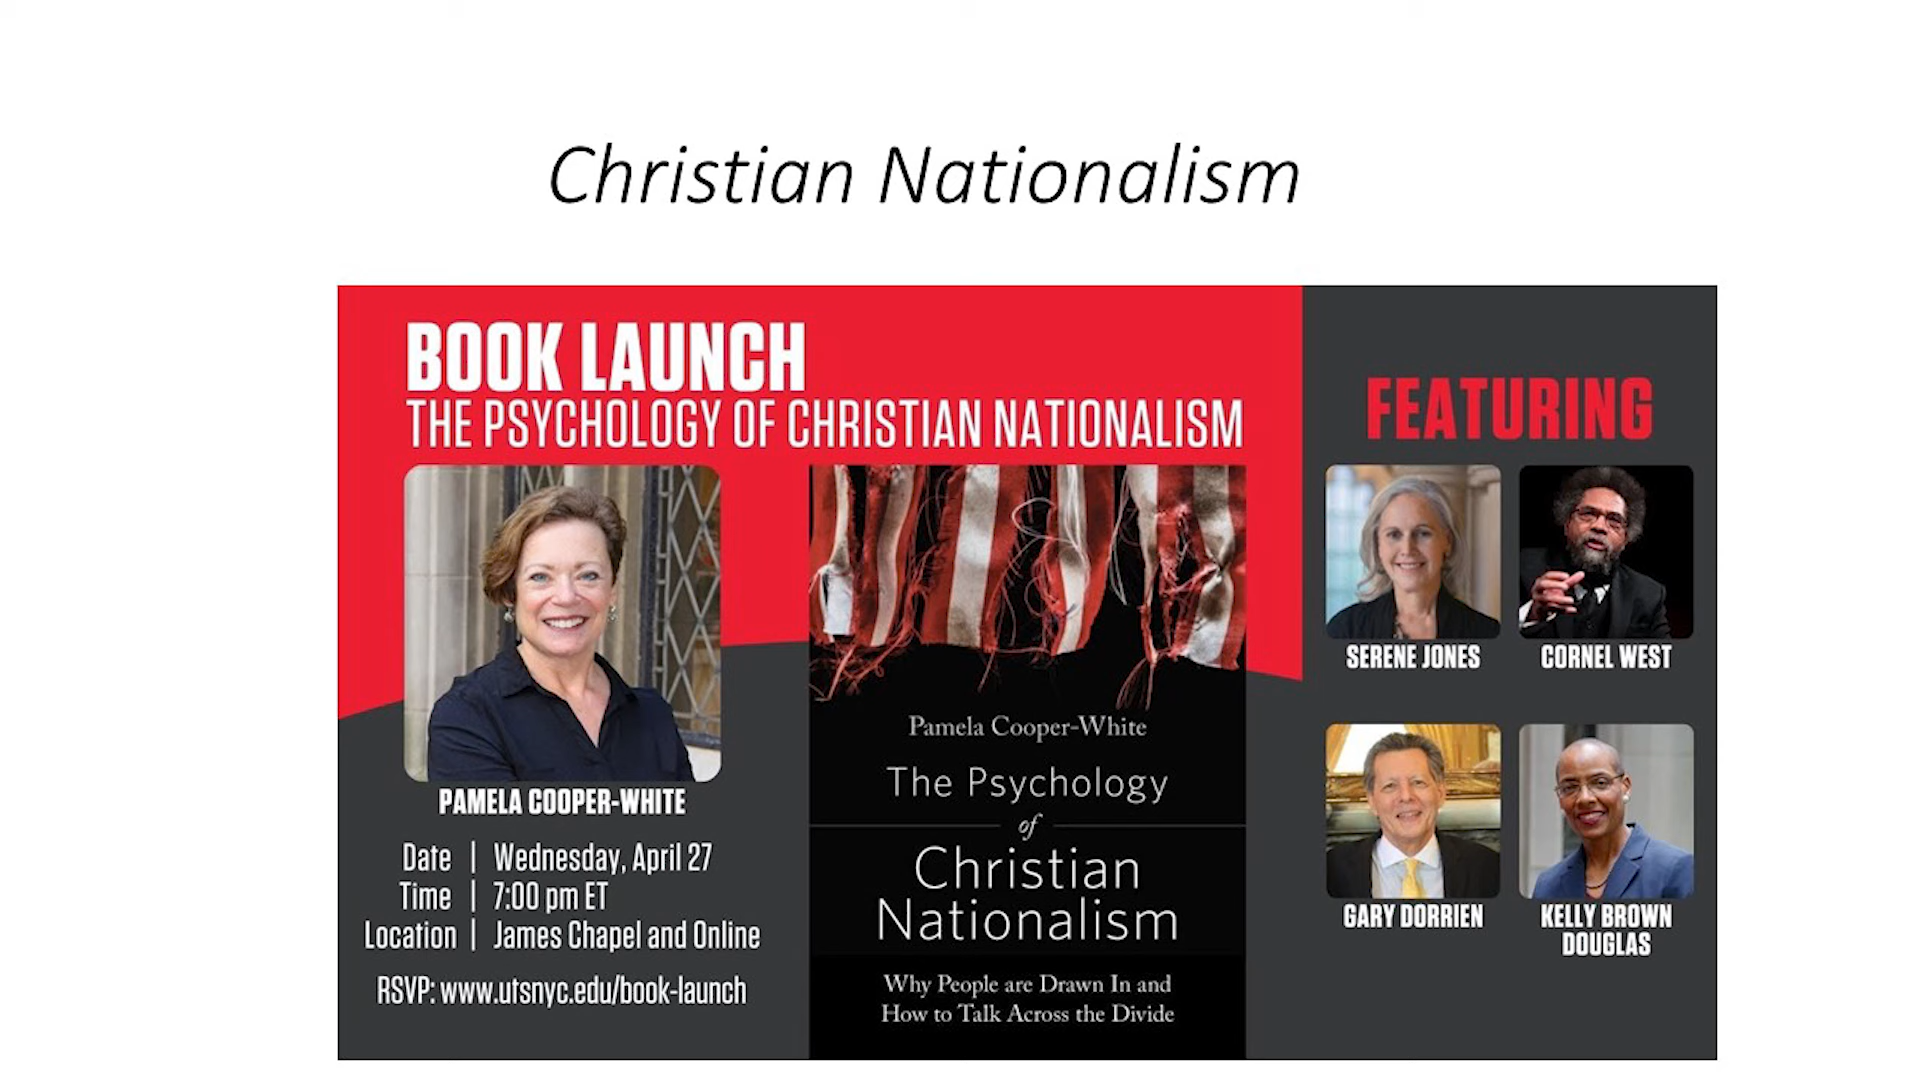 Christian Nationalism
BOOK LAUNCH
THE PSYCHOLOGY OF CHRISTIAN NATIONALISM
PAMELA COOPER-WHITE
Date | Wednesday, April 27
Time | 7:00 pm ET
Location | James Chapel and Online
RSVP: www.utsnyc.edu/book-launch
Pamela Cooper-White
The Psychology
of
Christian
Nationalism
Why People are Drawn In and
How to Talk Across the Divide
FEATURING
SERENE JONES
CORNEL WEST
GARY DORRIEN
KELLY BROWN
DOUGLAS